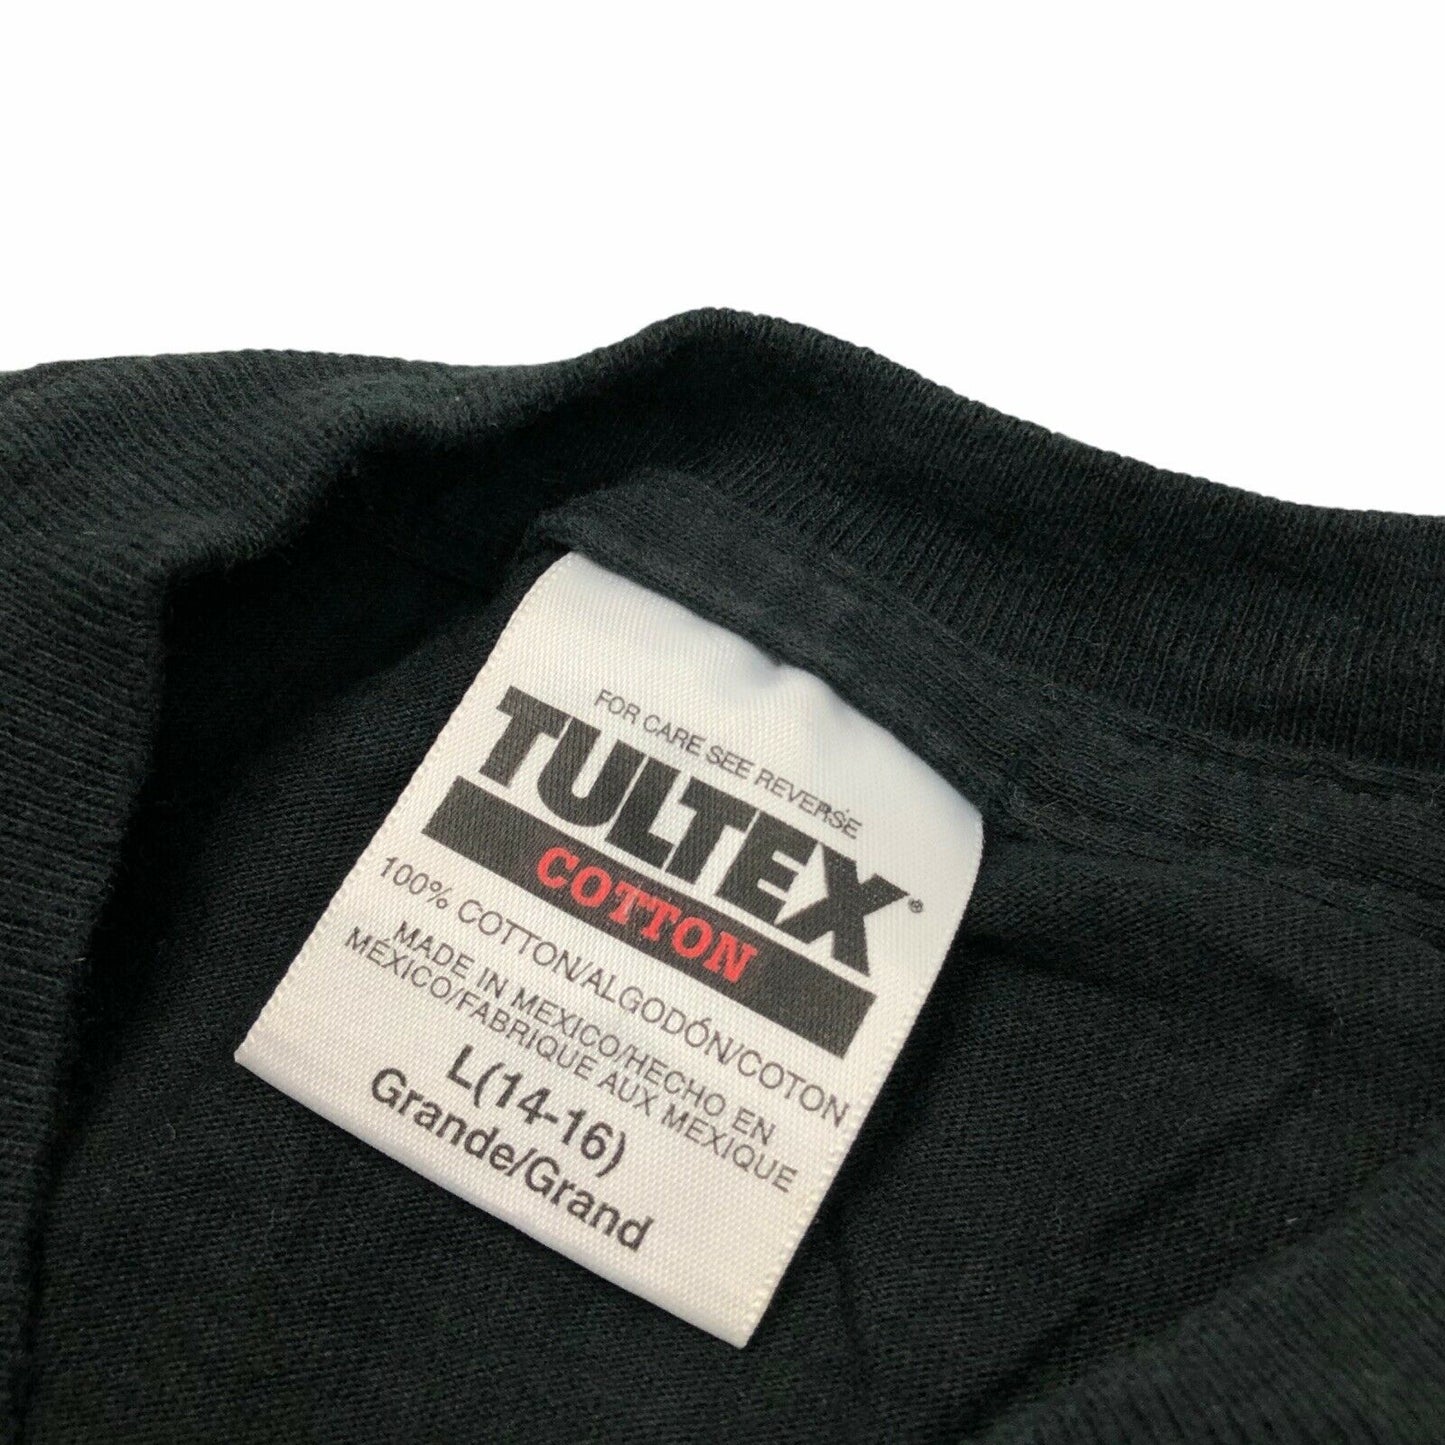 FOR CARE SEE REVERSE
TULTEX®
COTTON
100% COTTON/ALGODÓN/COTON
MADE IN MEXICO/HECHO EN
MÉXICO/FABRIQUE AUX MEXIQUE
L(14-16)
Grande/Grand